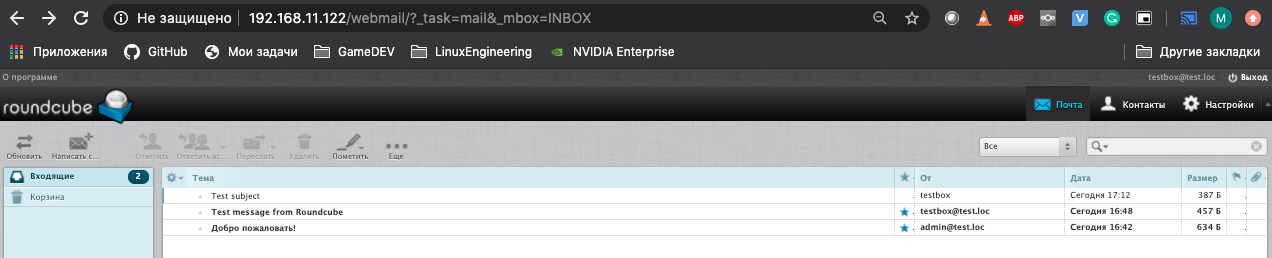 Не защищено 192.168.11.122/webmail/?_task=mail&_mbox=INBOX ABP V G M
Приложения GitHub Мои задачи GameDEV LinuxEngineering NVIDIA Enterprise Другие закладки
О программе testbox@test.loc Выход
roundcube Почта Контакты Настройки
Обновить Написать с... Ответить Ответить вс... Переслать Удалить Пометить Еще Все
Входящие 2 Тема От Дата Размер
Корзина Test subject testbox Сегодня 17:12 387 Б
Test message from Roundcube testbox@test.loc Сегодня 16:48 457 Б
Добро пожаловать! admin@test.loc Сегодня 16:42 634 Б